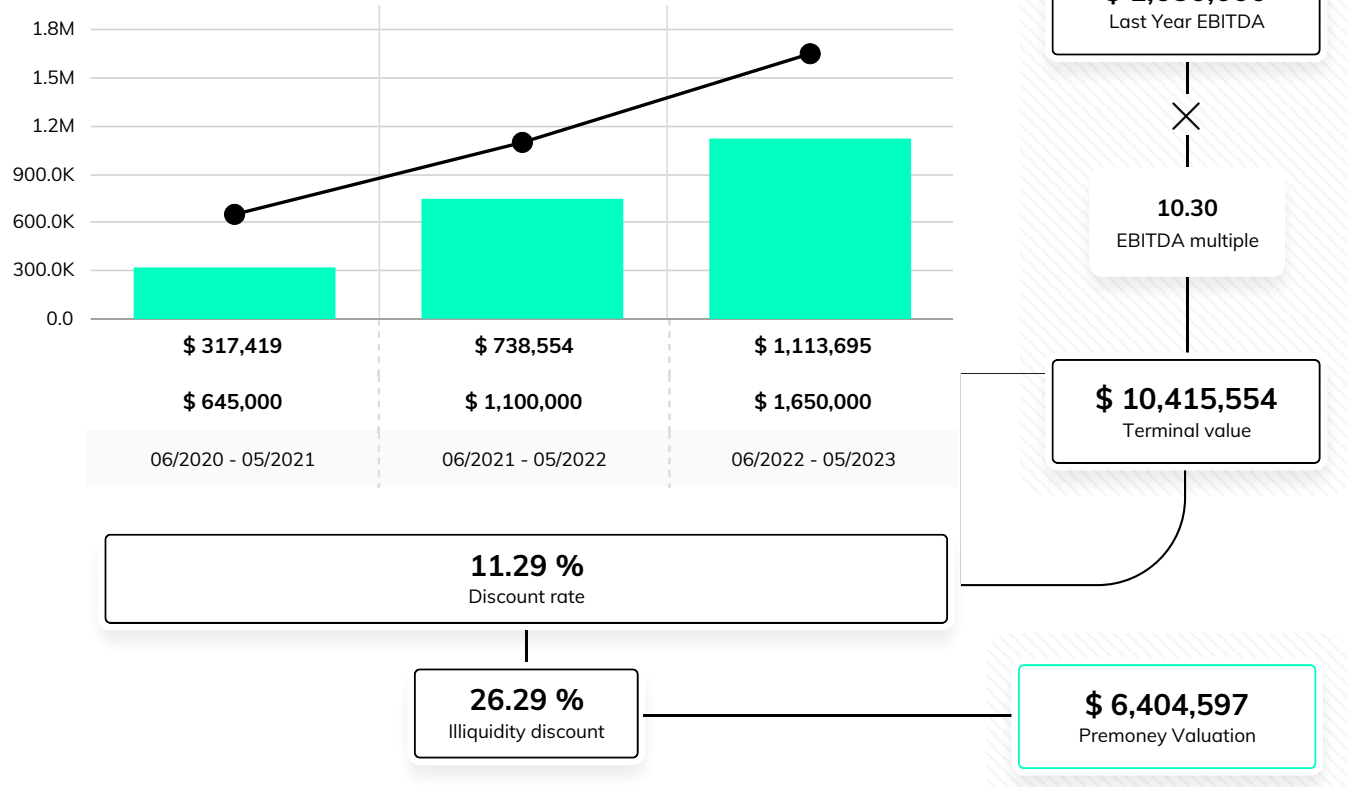 1.8M
1.5M
1.2M
900.0K
600.0K
300.0K
0.0
$ 317,419 $ 738,554 $ 1,113,695
$ 645,000 $ 1,100,000 $ 1,650,000
06/2020 - 05/2021 06/2021 - 05/2022 06/2022 - 05/2023
Last Year EBITDA
10.30
EBITDA multiple
$ 10,415,554
Terminal value
11.29 %
Discount rate
26.29 %
Illiquidity discount
$ 6,404,597
Premoney Valuation